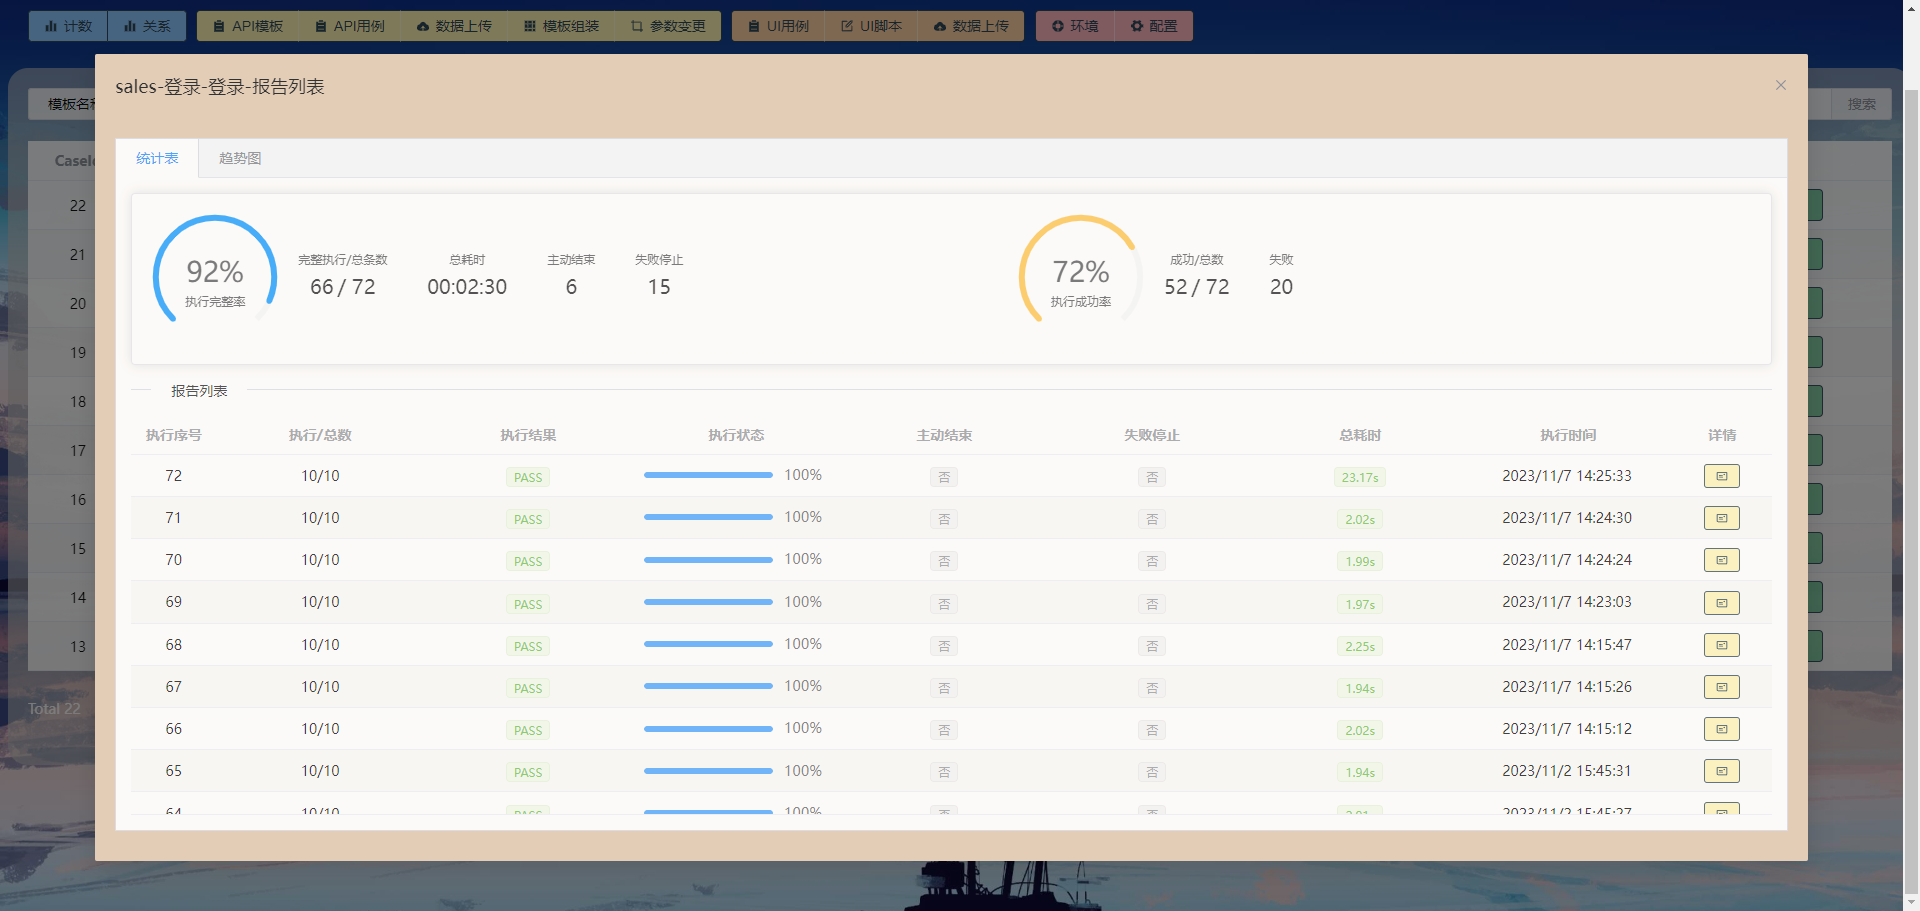 计数 关系 API模板 API用例 数据上传 模板组装 参数变更 UI用例 UI脚本 数据上传 环境 配置
sales-登录-登录-报告列表
模板名 搜索
统计表 趋势图
92%
执行完整率
完整执行/总条数 总耗时 主动结束 失败停止
66 / 72 00:02:30 6 15
72%
执行成功率
成功/总数 失败
52 / 72 20
报告列表
执行序号 执行/总数 执行结果 执行状态 主动结束 失败停止 总耗时 执行时间 详情
72 10/10 PASS 100% 否 否 23.17s 2023/11/7 14:25:33
71 10/10 PASS 100% 否 否 2.02s 2023/11/7 14:24:30
70 10/10 PASS 100% 否 否 1.99s 2023/11/7 14:24:24
69 10/10 PASS 100% 否 否 1.97s 2023/11/7 14:23:03
68 10/10 PASS 100% 否 否 2.25s 2023/11/7 14:15:47
67 10/10 PASS 100% 否 否 1.94s 2023/11/7 14:15:26
66 10/10 PASS 100% 否 否 2.02s 2023/11/7 14:15:12
65 10/10 PASS 100% 否 否 1.94s 2023/11/2 15:45:31
64 10/10 PASS 100% 否 否 2023/11/2 15:45:27
CaseI
22
21
20
19
18
17
16
15
14
13
Total 22